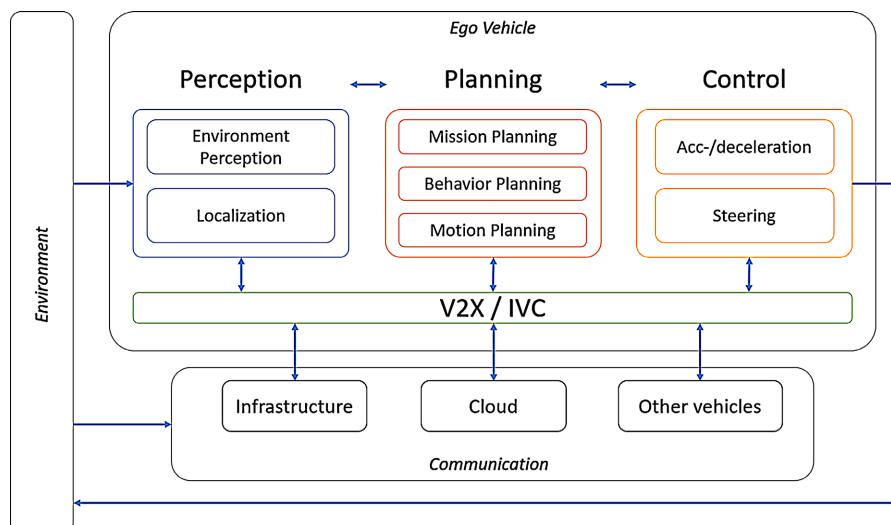 Ego Vehicle
Perception
Planning
Control
Environment
Perception
Localization
Mission Planning
Behavior Planning
Motion Planning
Acc-/deceleration
Steering
Environment
V2X / IVC
Infrastructure
Cloud
Other vehicles
Communication